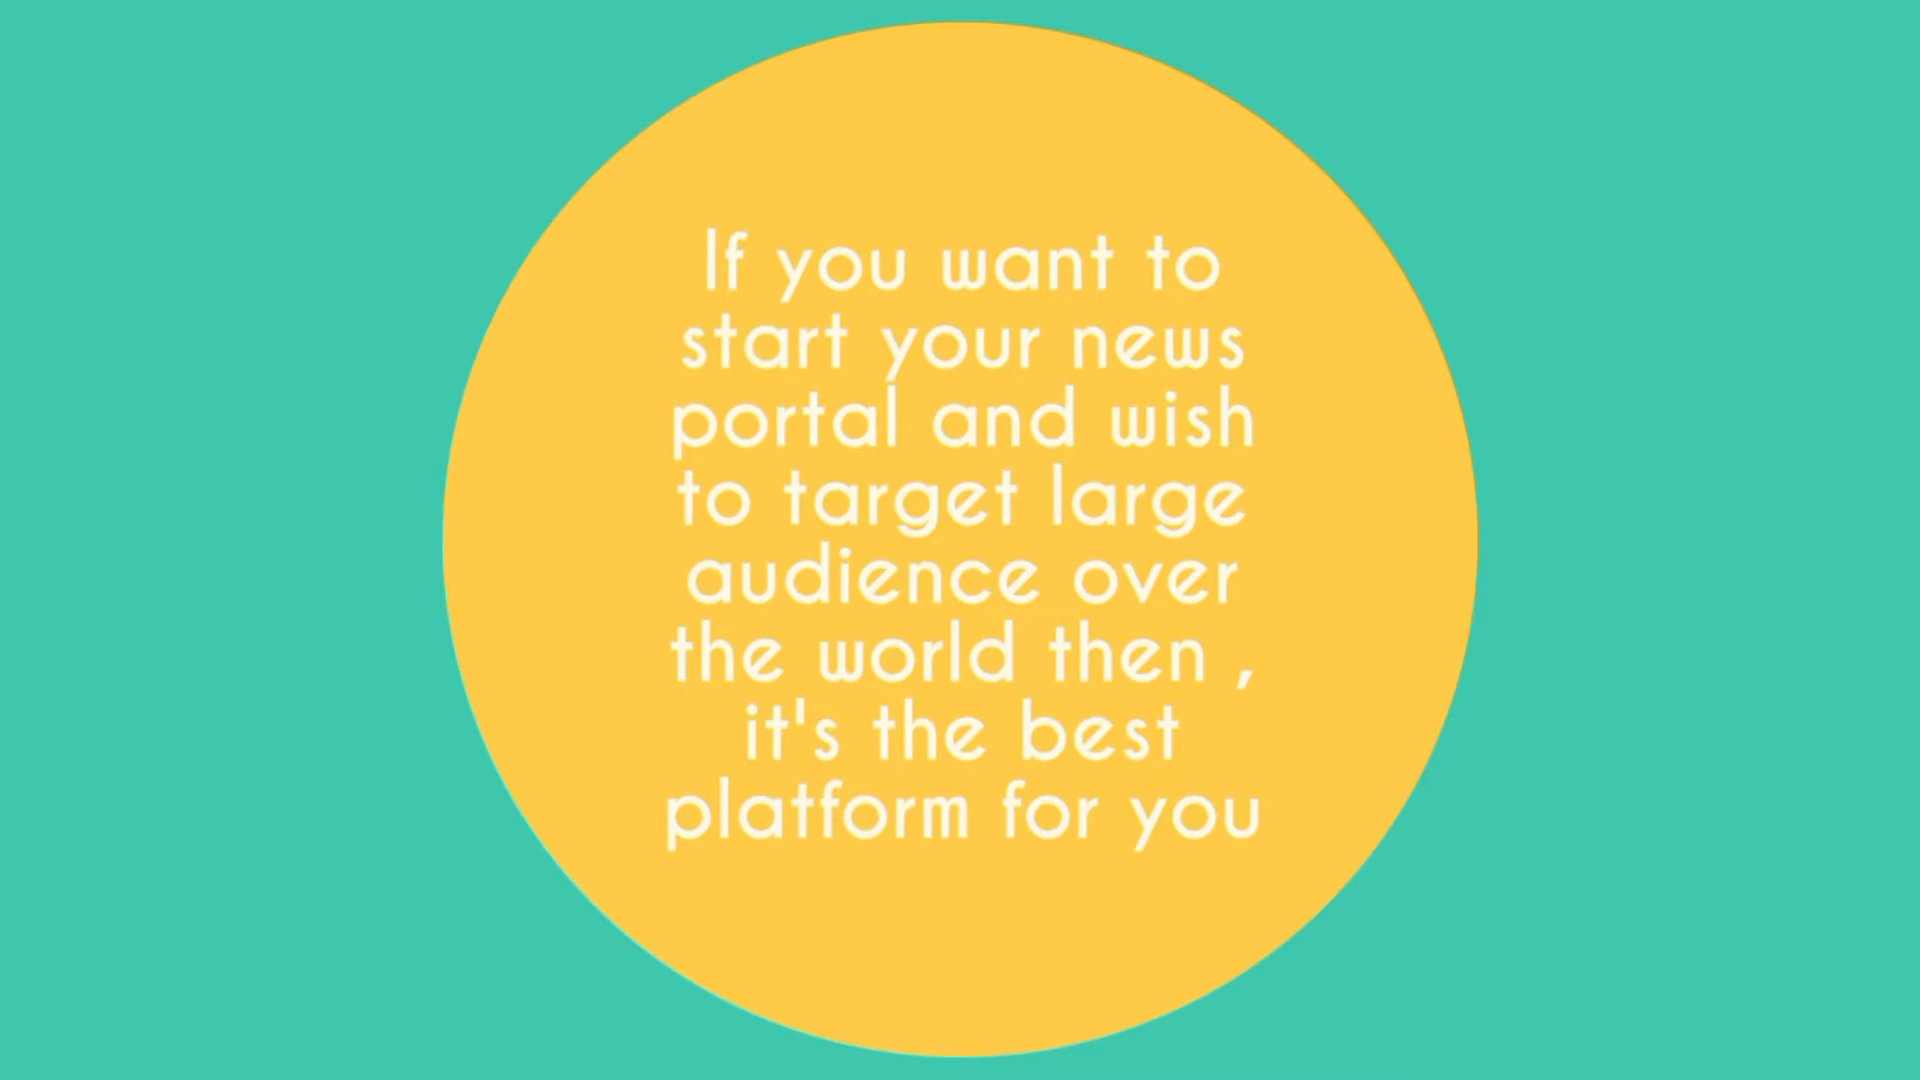 If you want to
start your news
portal and wish
to target large
audience over
the world then ,
it's the best
platform for you